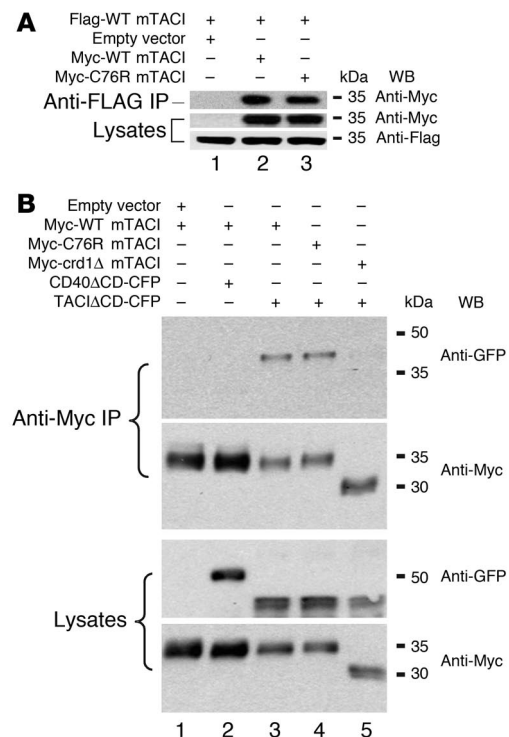 A
Flag-WT mTACI + + +
Empty vector + – –
Myc-WT mTACI – + –
Myc-C76R mTACI – – + kDa WB
Anti-FLAG IP – 35 Anti-Myc
Lysates 35 Anti-Myc
35 Anti-Flag
1 2 3
B
Empty vector + – – – –
Myc-WT mTACI + + + – –
Myc-C76R mTACI – – – + –
Myc-crd1Δ mTACI – – – – +
CD40ΔCD-CFP – + – – –
TACIΔCD-CFP – – + + + kDa WB
50
Anti-GFP
35
Anti-Myc IP
35
Anti-Myc
30
50 Anti-GFP
Lysates
35
Anti-Myc
30
1 2 3 4 5